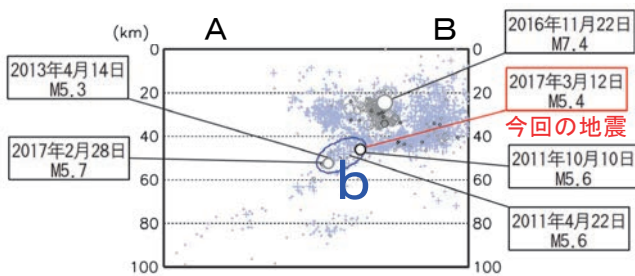 A
B
(km)
0
20
40
60
80
100
0
20
40
60
80
100
2013年4月14日
M5.3
2017年2月28日
M5.7
b
2016年11月22日
M7.4
2017年3月12日
M5.4
今回の地震
2011年10月10日
M5.6
2011年4月22日
M5.6